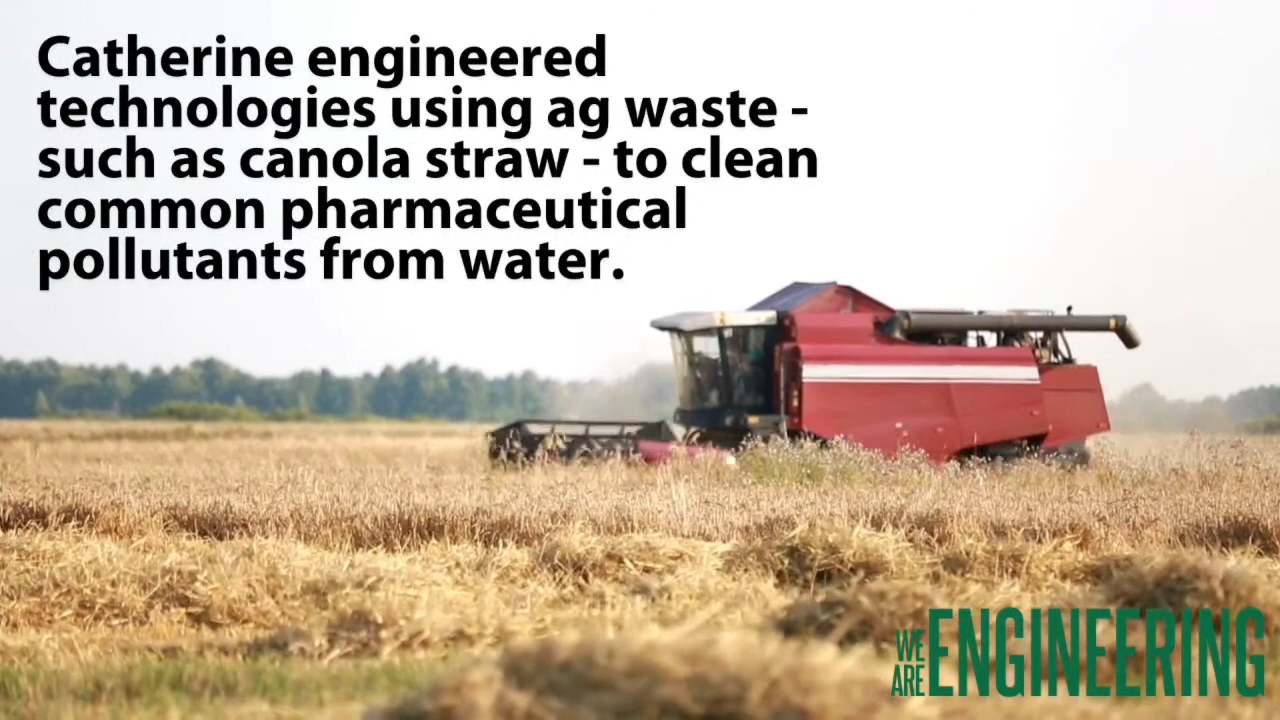 Catherine engineered
technologies using ag waste -
such as canola straw - to clean
common pharmaceutical
pollutants from water.
WE
ARE
ENGINEERING